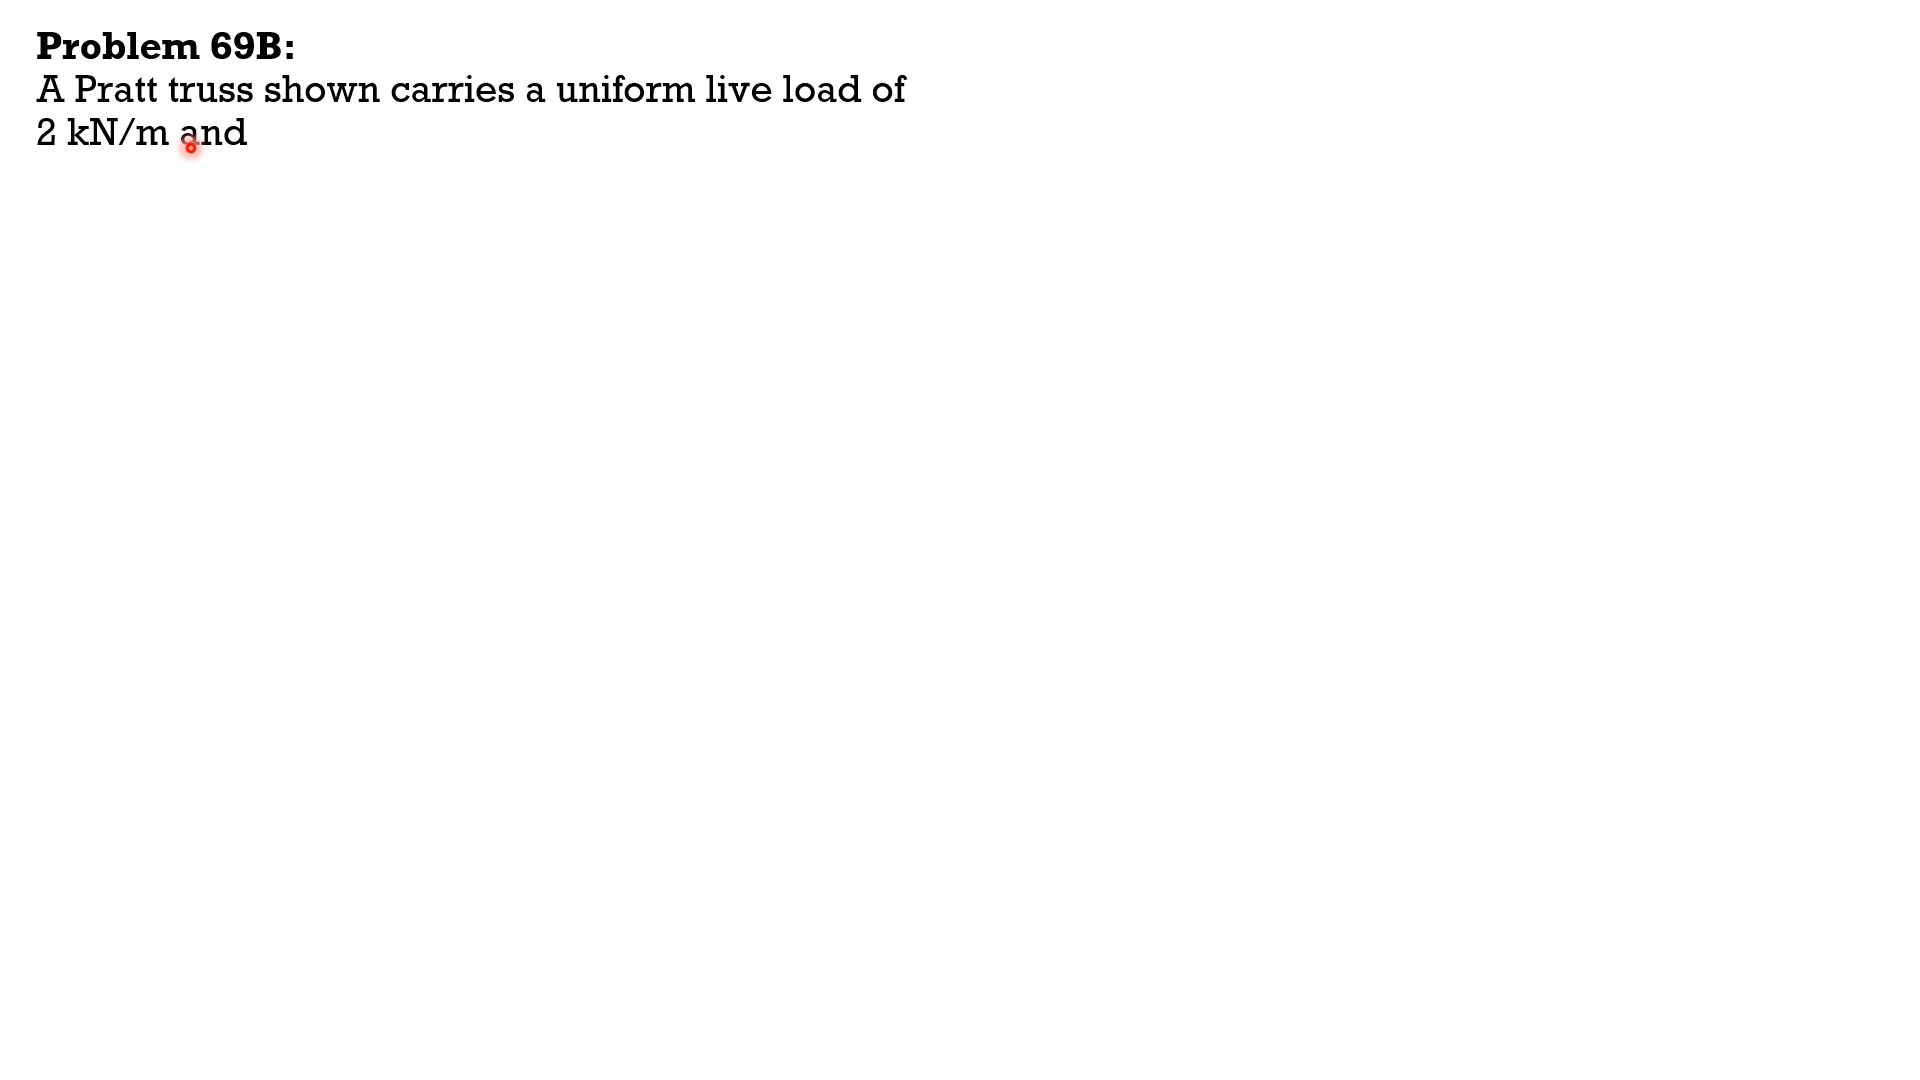 Problem 69B:
A Pratt truss shown carries a uniform live load of
2 kN/m and